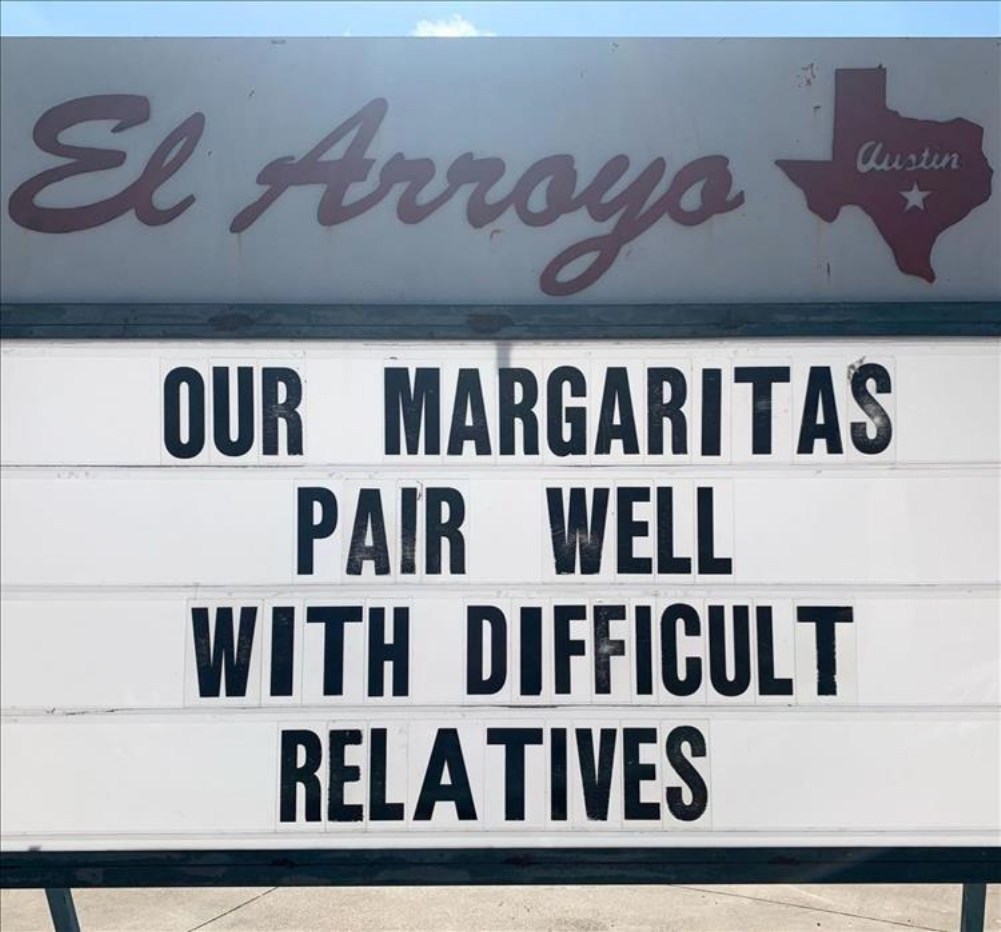 El Arroyo
Austin
OUR MARGARITAS
PAIR WELL
WITH DIFFICULT
RELATIVES